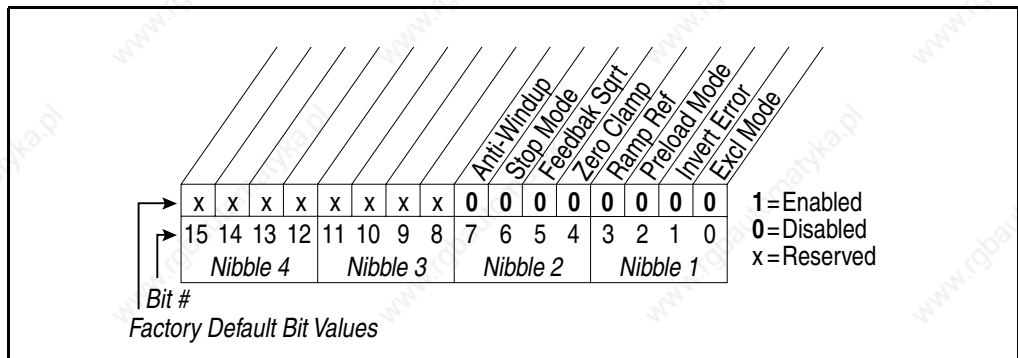 Anti-Windup
Stop Mode
Feedbak Sqrt
Zero Clamp
Ramp Ref
Preload Mode
Invert Error
Excl Mode
x x x x x x x x 0 0 0 0 0 0 0 0
15 14 13 12 11 10 9 8 7 6 5 4 3 2 1 0
Nibble 4 Nibble 3 Nibble 2 Nibble 1
1=Enabled
0=Disabled
x=Reserved
Bit #
Factory Default Bit Values